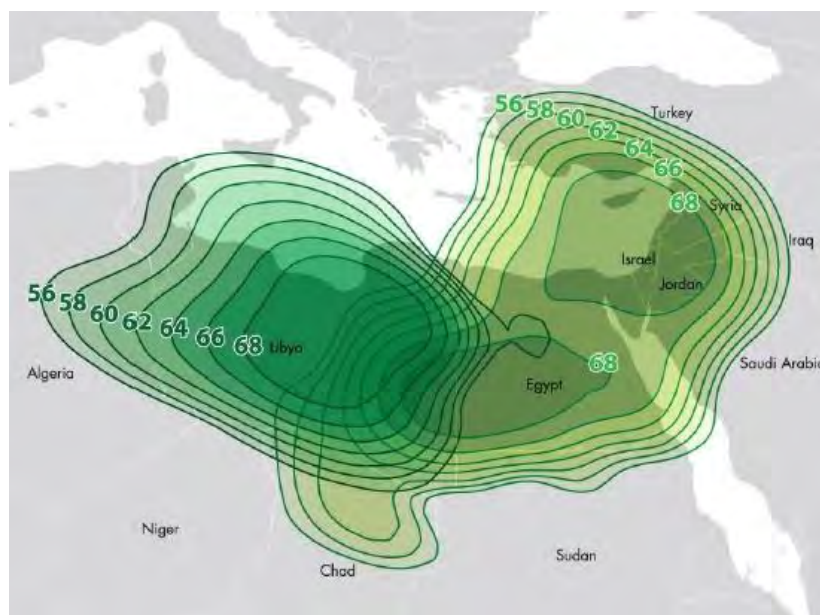 56 58 60 62 64 66 68
Turkey
Syria
Iraq
Israel
Jordan
Saudi Arabia
56 58 60 62 64 66 68
Libya
Algeria
68
Egypt
Niger
Chad
Sudan